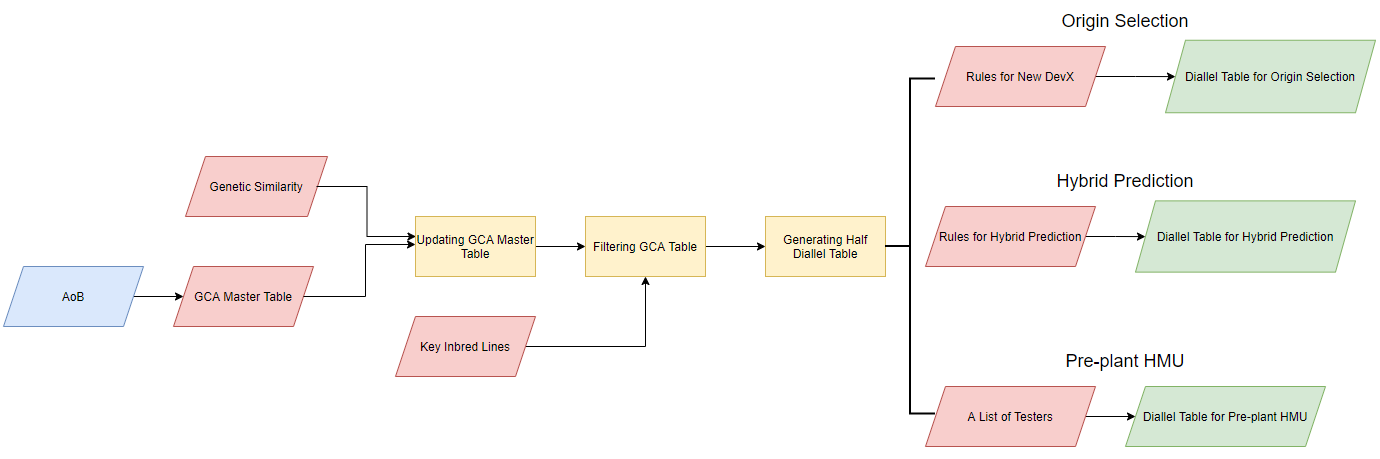 Origin Selection
Rules for New DevX
Diallel Table for Origin Selection
Hybrid Prediction
Genetic Similarity
Updating GCA Master
Table
Filtering GCA Table
Generating Half
Diallel Table
Rules for Hybrid Prediction
Diallel Table for Hybrid Prediction
AoB
GCA Master Table
Key Inbred Lines
Pre-plant HMU
A List of Testers
Diallel Table for Pre-plant HMU